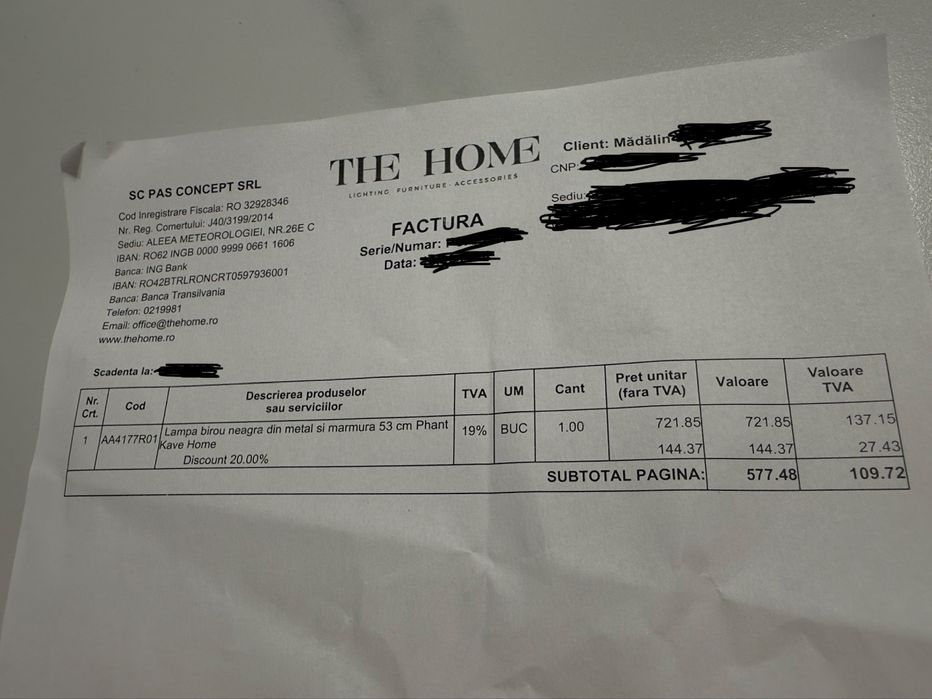 SC PAS CONCEPT SRL
Cod Inregistrare Fiscala: RO 32928346
Nr. Reg. Comertului: J40/3199/2014
Sediu: ALEEA METEOROLOGIEI, NR.26E C
IBAN: RO62 INGB 0000 9999 0661 1606
Banca: ING Bank
IBAN: RO42BTRLRONCRT0597936001
Banca: Banca Transilvania
Telefon: 0219981
Email: office@thehome.ro
www.thehome.ro
THE HOME
LIGHTING · FURNITURE · ACCESSORIES
FACTURA
Serie/Numar:
Data:
Client: Mădălin
CNP:
Sediu:
Scadenta la:
Nr. Crt. Cod Descrierea produselor sau serviciilor TVA UM Cant Pret unitar (fara TVA) Valoare Valoare TVA
1 AA4177R01 Lampa birou neagra din metal si marmura 53 cm Phant 19% BUC 1.00 721.85 721.85 137.15
Kave Home
Discount 20.00% 144.37 144.37 27.43
SUBTOTAL PAGINA: 577.48 109.72